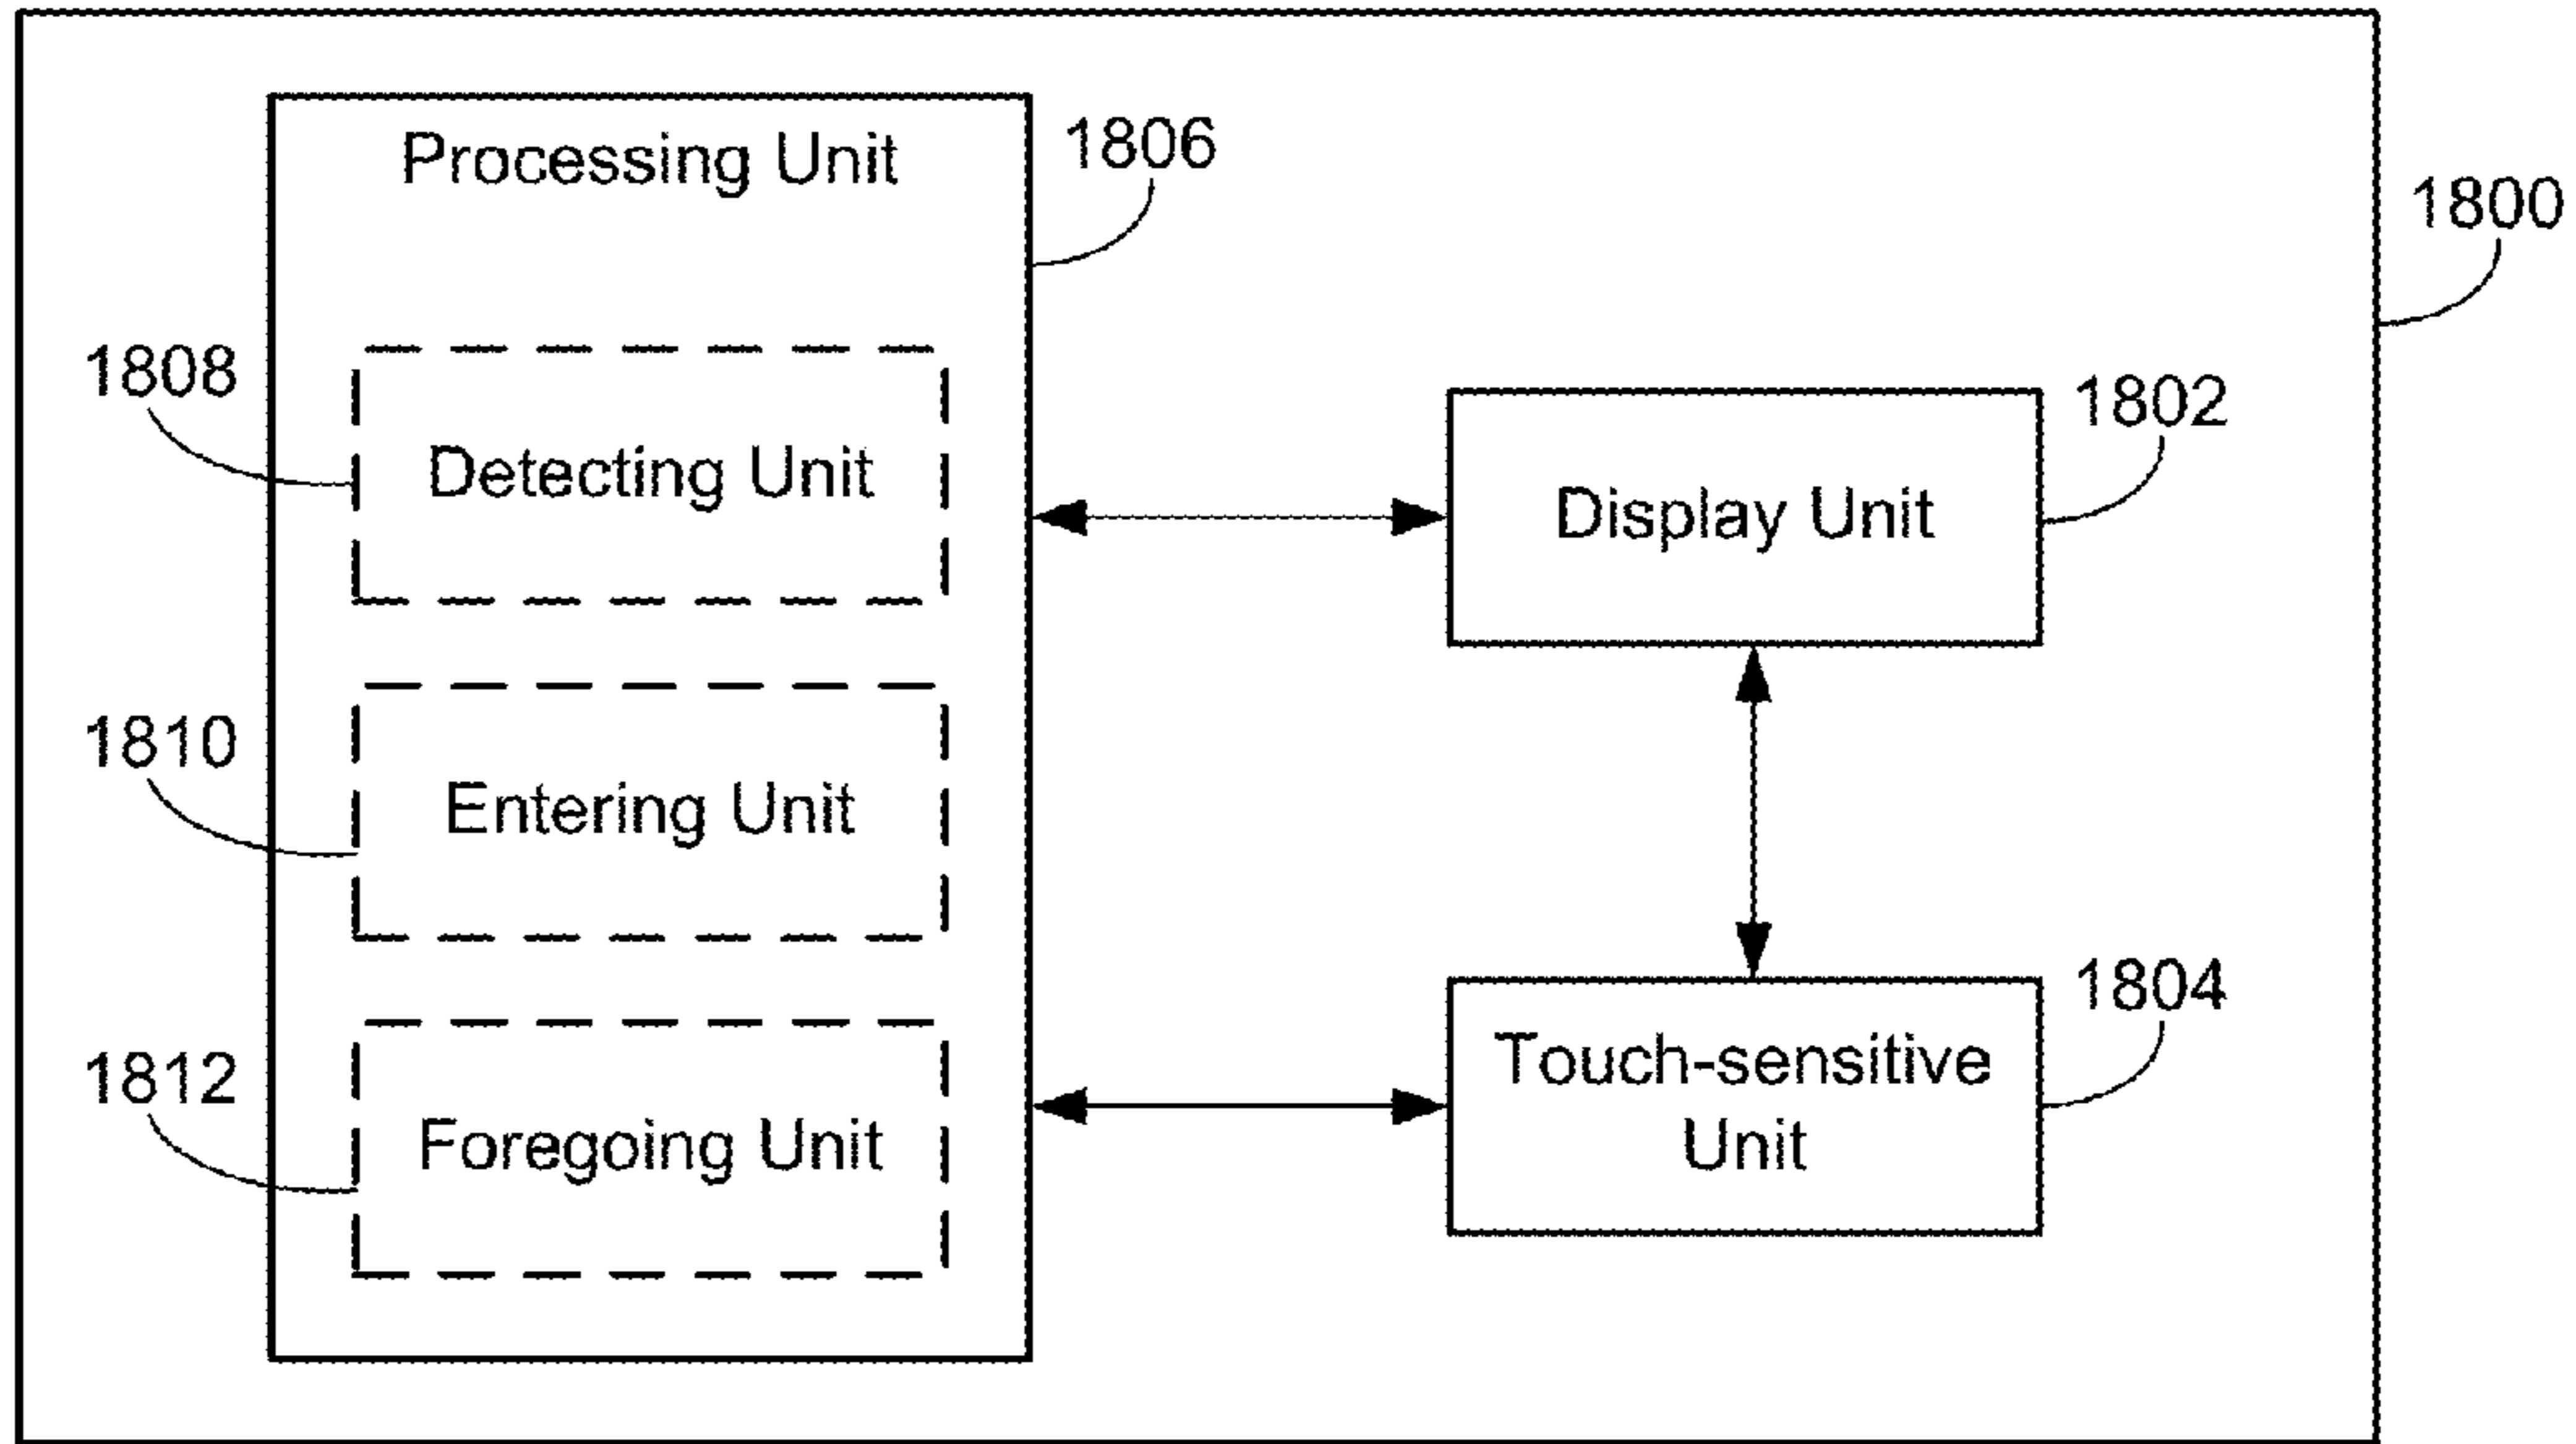 Processing Unit
1806
1800
1808
Detecting Unit
1802
Display Unit
1810
Entering Unit
1804
Touch-sensitive
Unit
1812
Foregoing Unit